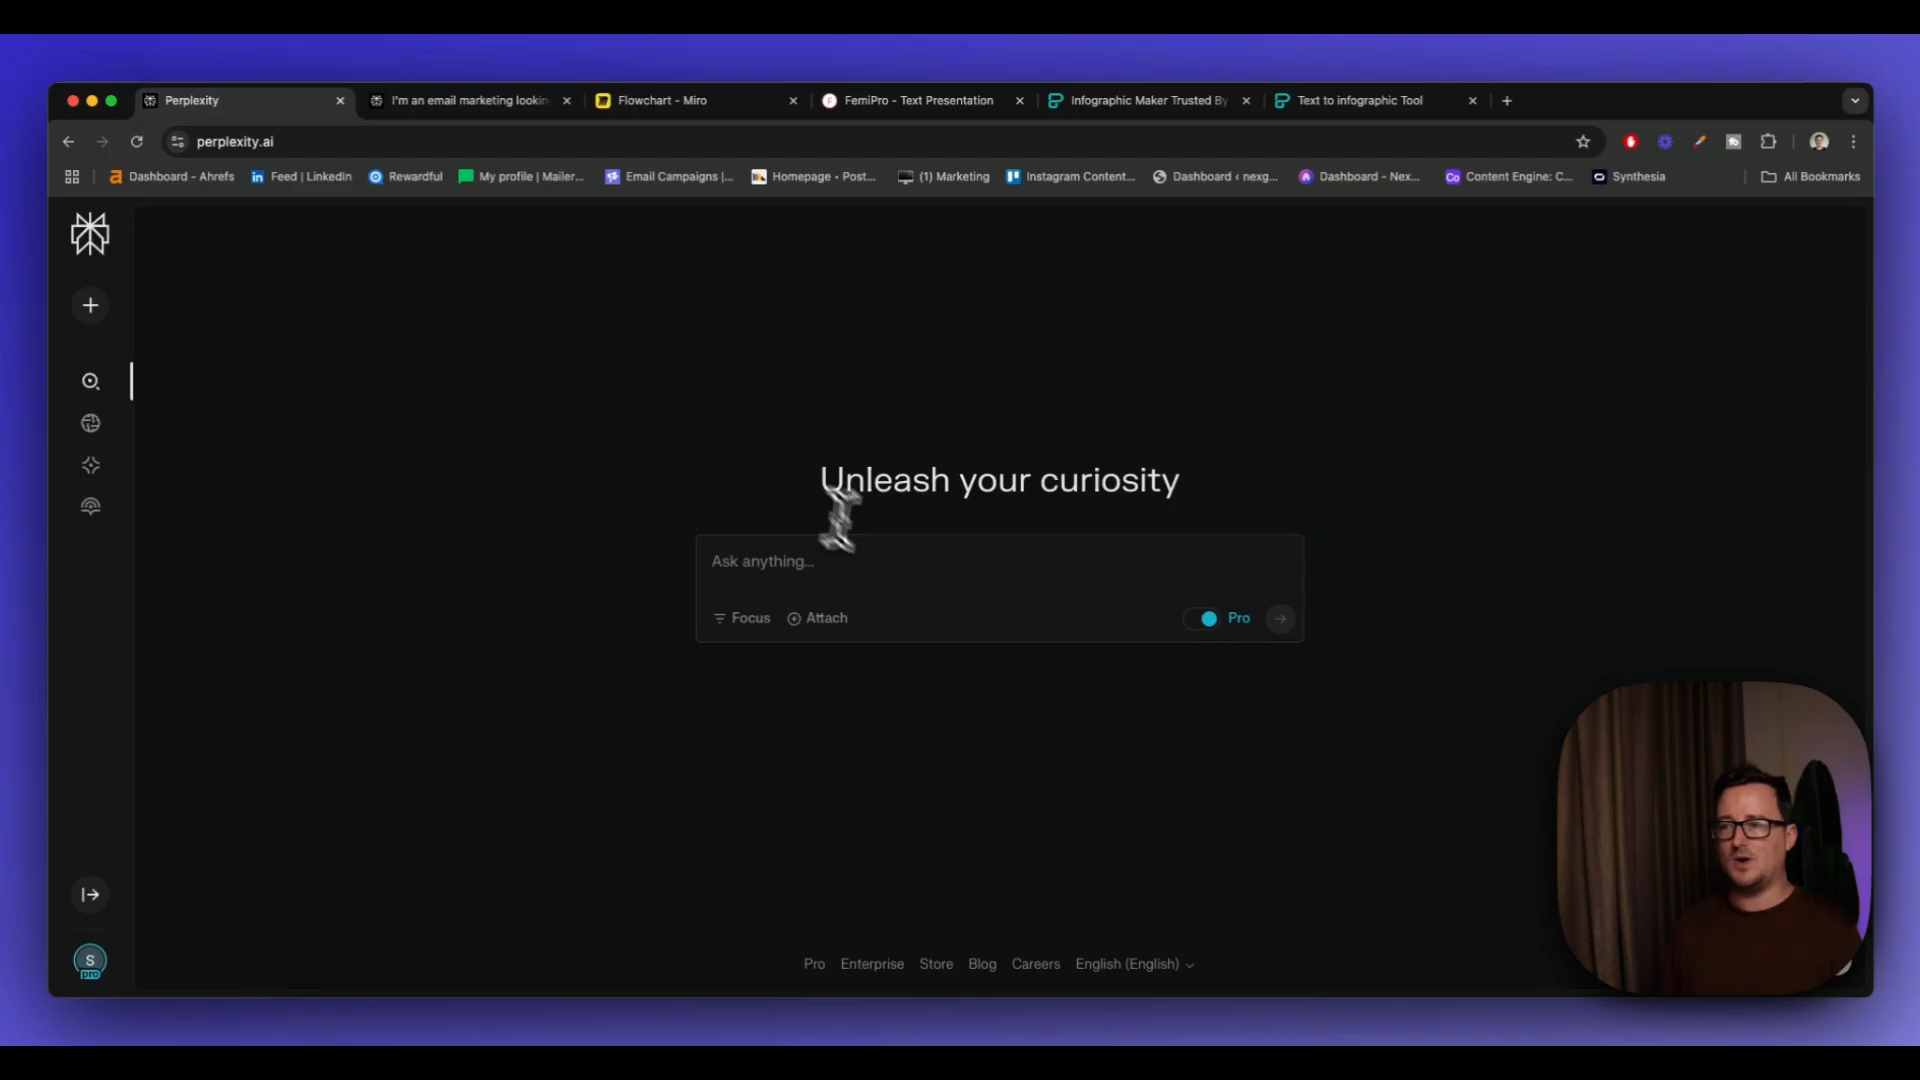 Perplexity
I'm an email marketing lookin
Flowchart - Miro
FemiPro - Text Presentation
Infographic Maker Trusted By
Text to infographic Tool
perplexity.ai
Dashboard - Ahrefs
in Feed | LinkedIn
Rewardful
My profile | Mailer...
Email Campaigns |...
Homepage • Post...
(1) Marketing
Instagram Content...
Dashboard ‹ nexg...
Dashboard - Nex...
Co Content Engine: C...
Synthesia
All Bookmarks
Unleash your curiosity
Ask anything...
Focus
Attach
Pro
S
pro
Pro Enterprise Store Blog Careers English (English)